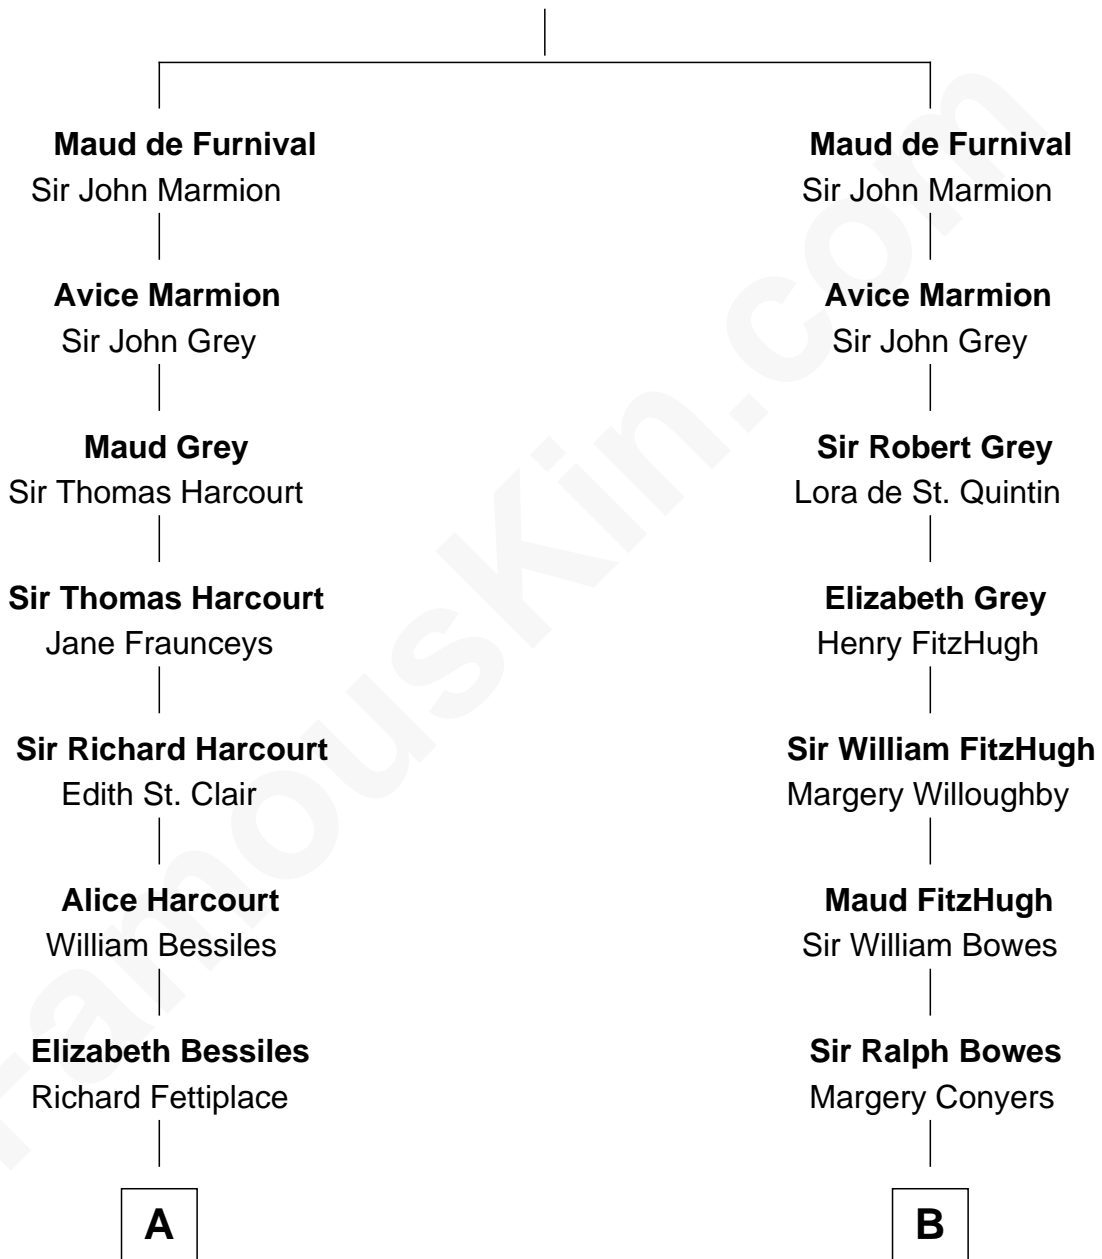 Maud de Furnival
Sir John Marmion
Avice Marmion
Sir John Grey
Maud Grey
Sir Thomas Harcourt
Sir Thomas Harcourt
Jane Fraunceys
Sir Richard Harcourt
Edith St. Clair
Alice Harcourt
William Bessiles
Elizabeth Bessiles
Richard Fettiplace
A
Maud de Furnival
Sir John Marmion
Avice Marmion
Sir John Grey
Sir Robert Grey
Lora de St. Quintin
Elizabeth Grey
Henry FitzHugh
Sir William FitzHugh
Margery Willoughby
Maud FitzHugh
Sir William Bowes
Sir Ralph Bowes
Margery Conyers
B
FamousKin.com